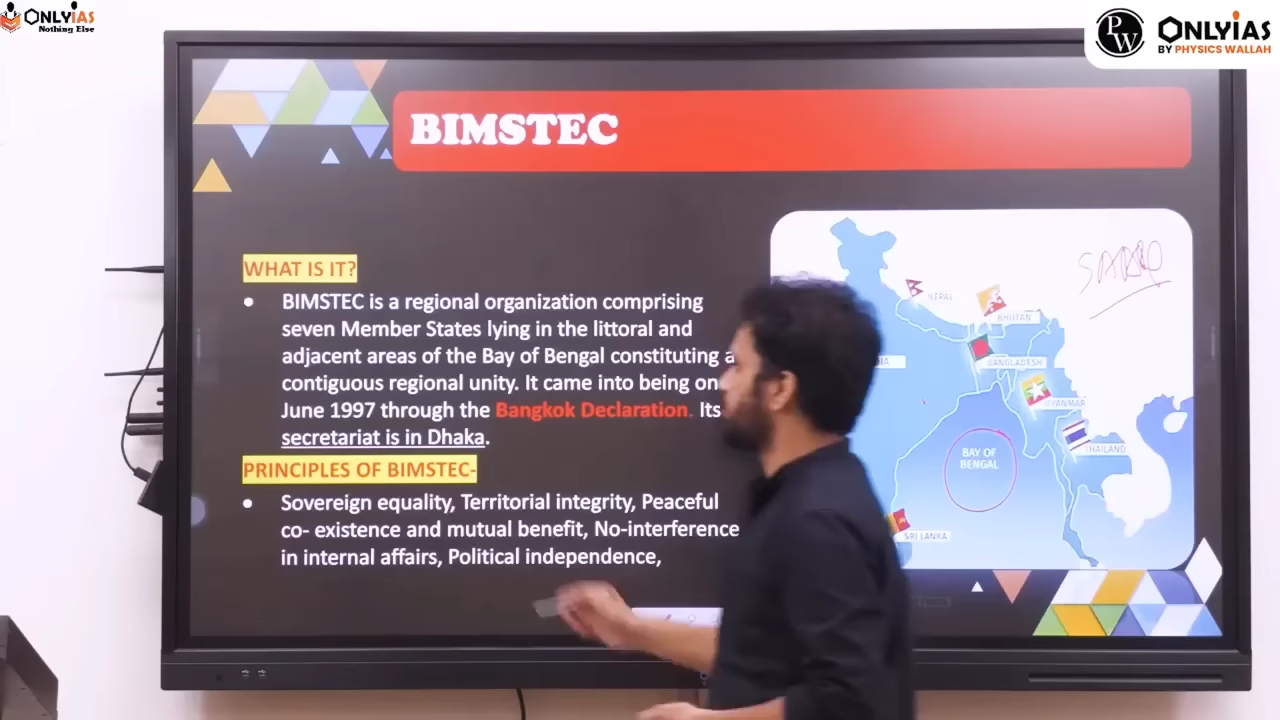 ONLYIAS
Nothing Else
PW
ONLYIAS
BY PHYSICS WALLAH
BIMSTEC
WHAT IS IT?
BIMSTEC is a regional organization comprising
seven Member States lying in the littoral and
adjacent areas of the Bay of Bengal constituting a
contiguous regional unity. It came into being on
June 1997 through the Bangkok Declaration. Its
secretariat is in Dhaka.
PRINCIPLES OF BIMSTEC-
Sovereign equality, Territorial integrity, Peaceful
co- existence and mutual benefit, No-interference
in internal affairs, Political independence,
NEPAL
BHUTAN
BANGLADESH
MYANMAR
THAILAND
BAY OF
BENGAL
SRI LANKA